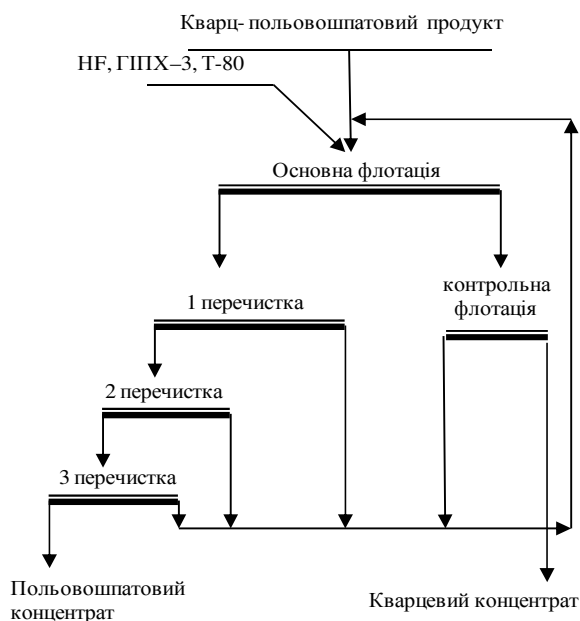 Кварц- польовошпатовий продукт
HF, ГІПХ–3, Т-80
Основна флотація
контрольна
флотація
1 перечистка
2 перечистка
3 перечистка
Польовошпатовий
концентрат
Кварцевий концентрат